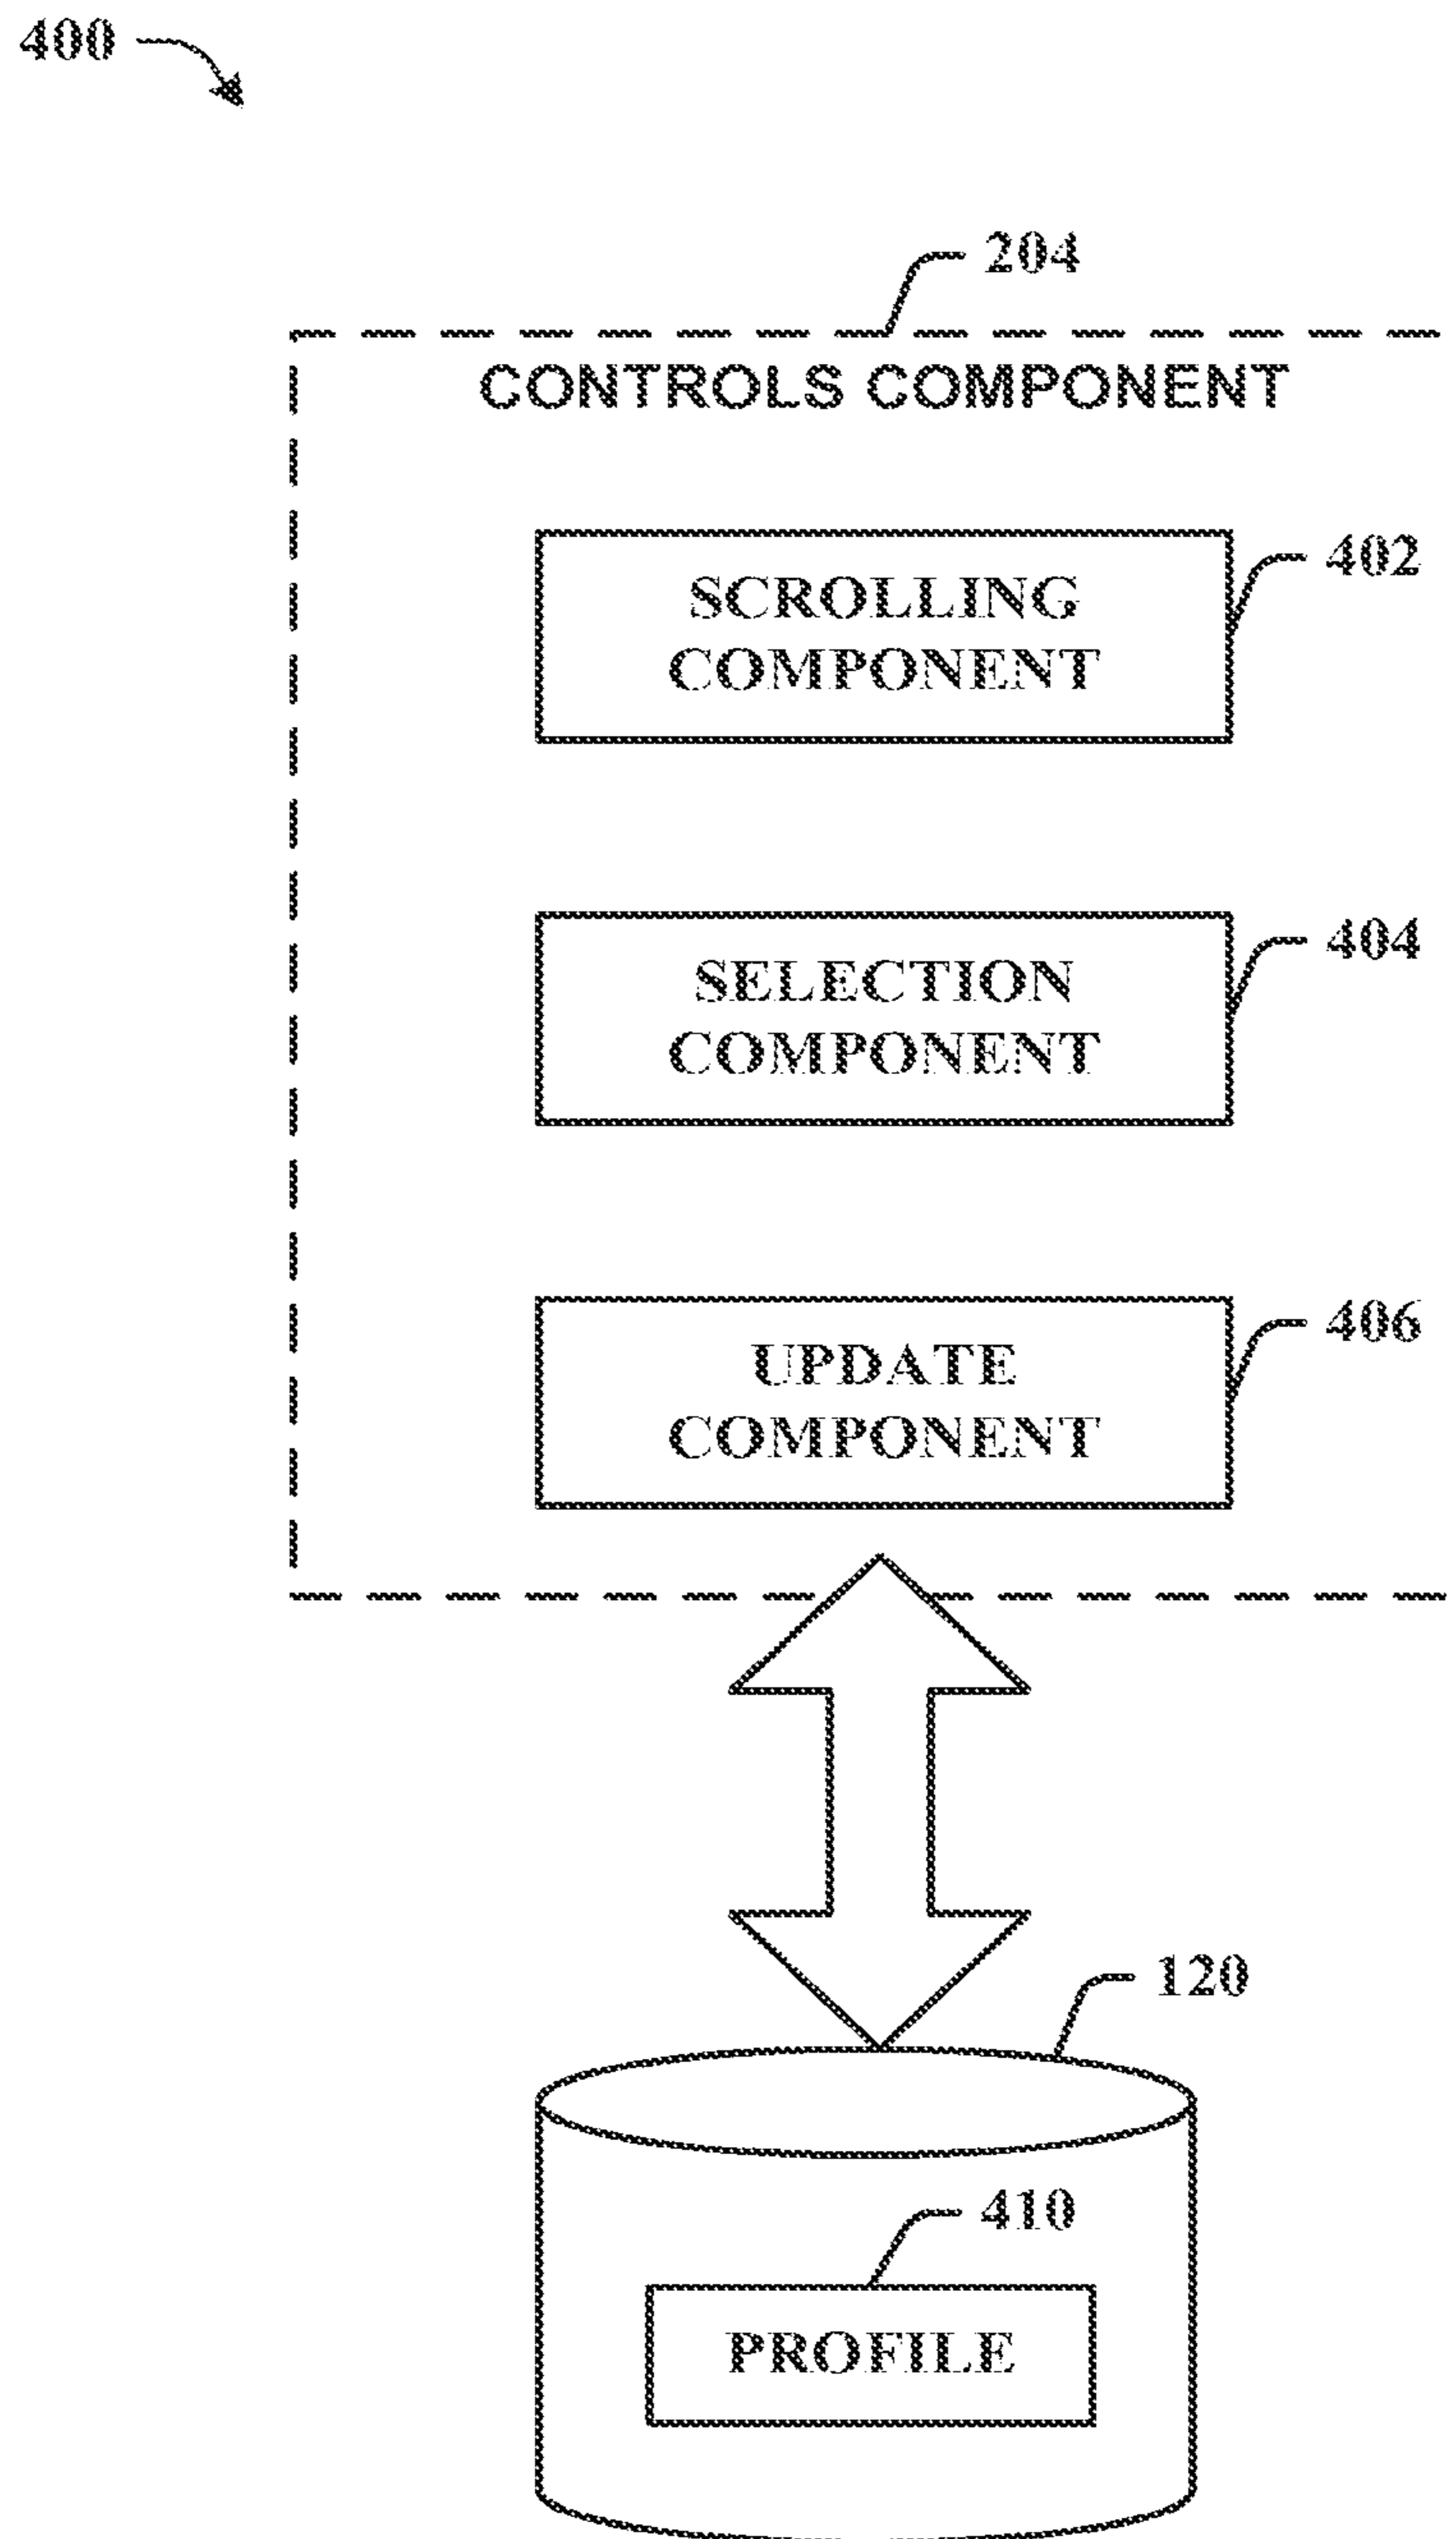 400
204
CONTROLS COMPONENT
402
SCROLLING
COMPONENT
404
SELECTION
COMPONENT
406
UPDATE
COMPONENT
120
410
PROFILE